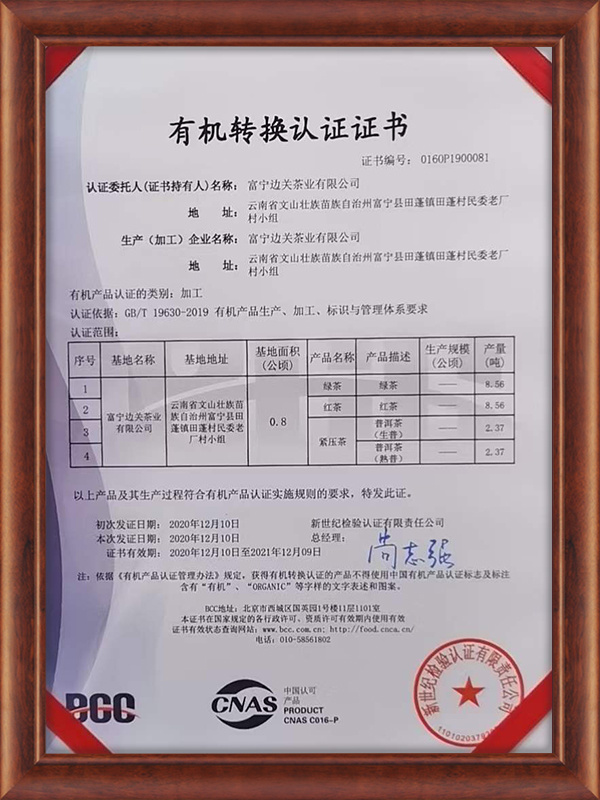 有机转换认证证书
证书编号： 016OP1900081
认证委托人(证书持有人)名称： 富宁边关茶业有限公司
地 址： 云南省文山壮族苗族自治州富宁县田蓬镇田蓬村民委老厂
村小组
生产（加工）企业名称： 富宁边关茶业有限公司
地 址： 云南省文山壮族苗族自治州富宁县田蓬镇田蓬村民委老厂
村小组
有机产品认证的类别：加工
认证依据：GB/T 19630-2019 有机产品生产、加工、标识与管理体系要求
认证范围：
序号 基地名称 基地地址 基地面积(公顷) 产品名称 产品描述 生产规模(公顷) 产量(吨)
1 富宁边关茶业有限公司 云南省文山壮族苗族自治州富宁县田蓬镇田蓬村民委老厂村小组 0.8 绿茶 绿茶 —— 8.56
2 红茶 红茶 —— 8.56
3 紧压茶 普洱茶(生普) —— 2.37
4 普洱茶(熟普) —— 2.37
以上产品及其生产过程符合有机产品认证实施规则的要求，特发此证。
初次发证日期： 2020年12月10日 新世纪检验认证有限责任公司
本次发证日期： 2020年12月10日 总经理： 尚志强
证书有效期： 2020年12月10日至2021年12月09日
注：依据《有机产品认证管理办法》规定，获得有机转换认证的产品不得使用中国有机产品认证标志及标注
含有“有机”、“ORGANIC”等字样的文字表述和图案。
BCC地址：北京市西城区国英园1号楼11层1101室
本证书在国家规定的各行政许可、资质许可有效期内使用有效
证书有效状态查询网站：www.bcc.com.cn; http://food.cnca.cn/
电话：010-58561802
BCC
CNAS
中国认可
产品
PRODUCT
CNAS C016-P
新世纪检验认证有限责任公司